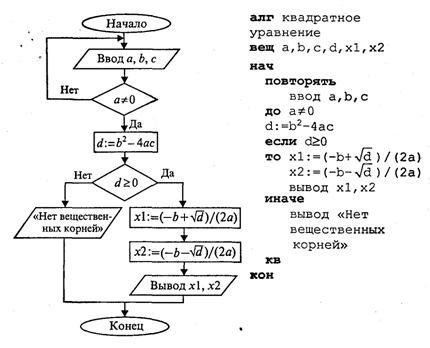 Начало
Ввод a, b, c
Нет
a≠0
Да
d:=b²−4ac
Нет
Да
d≥0
«Нет веществен-
ных корней»
x1:=(−b+√d)/(2a)
x2:=(−b−√d)/(2a)
Вывод x1, x2
Конец
алг квадратное
уравнение
вещ a,b,c,d,x1,x2
нач
повторять
ввод a,b,c
до a≠0
d:=b²−4ac
если d≥0
то x1:=(−b+√d)/(2a)
x2:=(−b−√d)/(2a)
вывод x1,x2
иначе
вывод «Нет
вещественных
корней»
кв
кон